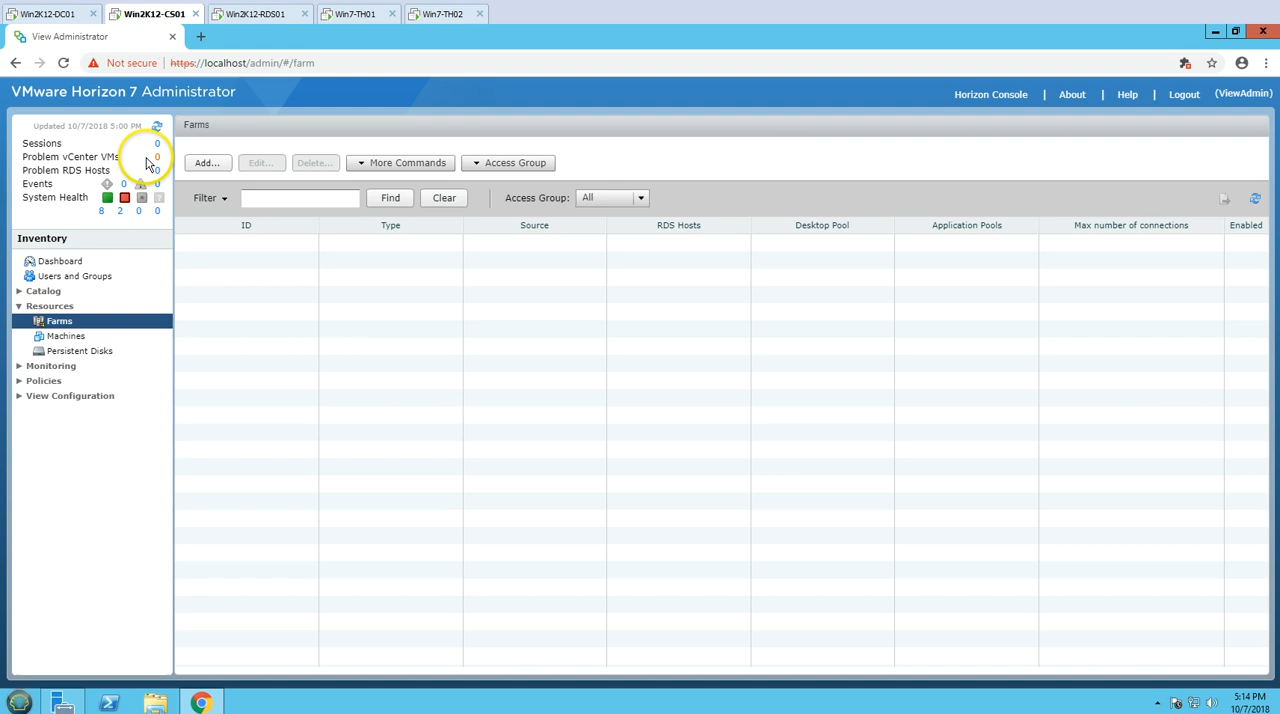 Win2K12-DC01 Win2K12-CS01 Win2K12-RDS01 Win7-TH01 Win7-TH02
View Administrator
Not secure https://localhost/admin/#/farm
VMware Horizon 7 Administrator
Horizon Console | About | Help | Logout (ViewAdmin)
Updated 10/7/2018 5:00 PM
Sessions 0
Problem vCenter VMs 0
Problem RDS Hosts 0
Events 0 0
System Health
8 2 0 0
Inventory
Dashboard
Users and Groups
Catalog
Resources
Farms
Machines
Persistent Disks
Monitoring
Policies
View Configuration
Farms
Add... Edit... Delete... More Commands Access Group
Filter Find Clear Access Group: All
ID Type Source RDS Hosts Desktop Pool Application Pools Max number of connections Enabled
5:14 PM
10/7/2018